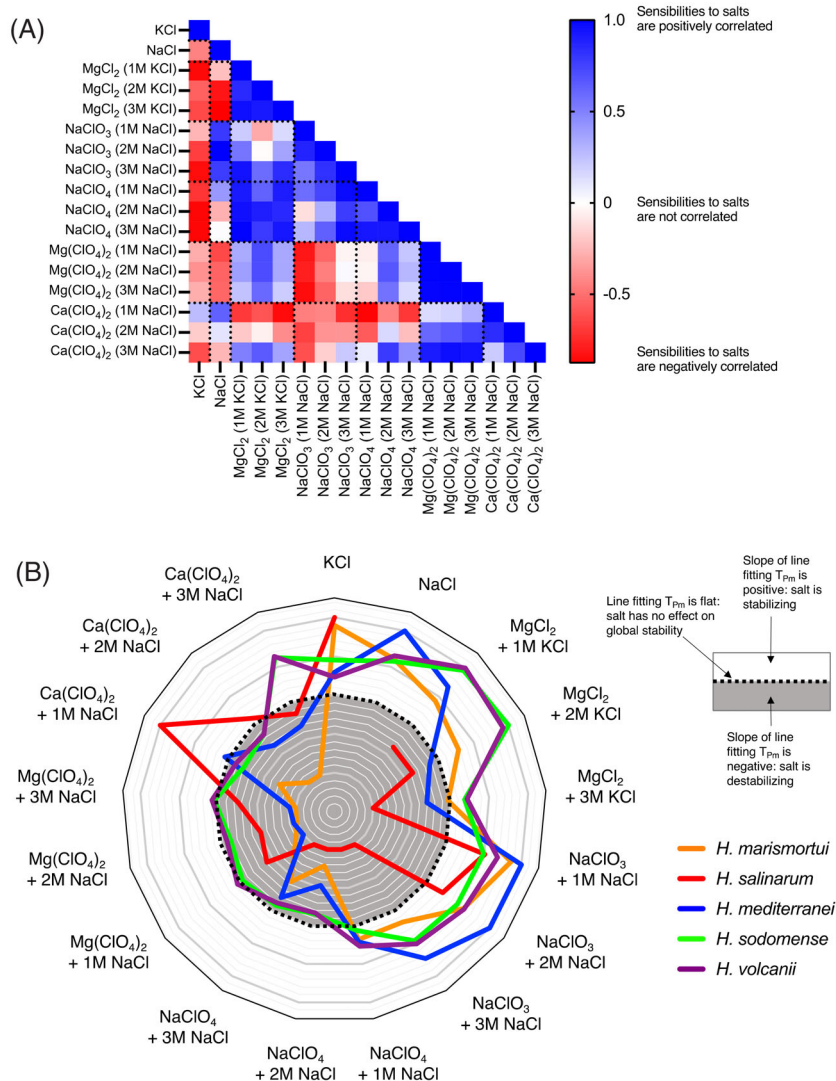 (A)
KCl
NaCl
MgCl₂ (1M KCl)
MgCl₂ (2M KCl)
MgCl₂ (3M KCl)
NaClO₃ (1M NaCl)
NaClO₃ (2M NaCl)
NaClO₃ (3M NaCl)
NaClO₄ (1M NaCl)
NaClO₄ (2M NaCl)
NaClO₄ (3M NaCl)
Mg(ClO₄)₂ (1M NaCl)
Mg(ClO₄)₂ (2M NaCl)
Mg(ClO₄)₂ (3M NaCl)
Ca(ClO₄)₂ (1M NaCl)
Ca(ClO₄)₂ (2M NaCl)
Ca(ClO₄)₂ (3M NaCl)
KCl
NaCl
MgCl₂ (1M KCl)
MgCl₂ (2M KCl)
MgCl₂ (3M KCl)
NaClO₃ (1M NaCl)
NaClO₃ (2M NaCl)
NaClO₃ (3M NaCl)
NaClO₄ (1M NaCl)
NaClO₄ (2M NaCl)
NaClO₄ (3M NaCl)
Mg(ClO₄)₂ (1M NaCl)
Mg(ClO₄)₂ (2M NaCl)
Mg(ClO₄)₂ (3M NaCl)
Ca(ClO₄)₂ (1M NaCl)
Ca(ClO₄)₂ (2M NaCl)
Ca(ClO₄)₂ (3M NaCl)
1.0
0.5
0
-0.5
Sensibilities to salts
are positively correlated
Sensibilities to salts
are not correlated
Sensibilities to salts
are negatively correlated
(B)
KCl
NaCl
MgCl₂
+ 1M KCl
MgCl₂
+ 2M KCl
MgCl₂
+ 3M KCl
NaClO₃
+ 1M NaCl
NaClO₃
+ 2M NaCl
NaClO₃
+ 3M NaCl
NaClO₄
+ 1M NaCl
NaClO₄
+ 2M NaCl
NaClO₄
+ 3M NaCl
Mg(ClO₄)₂
+ 1M NaCl
Mg(ClO₄)₂
+ 2M NaCl
Mg(ClO₄)₂
+ 3M NaCl
Ca(ClO₄)₂
+ 1M NaCl
Ca(ClO₄)₂
+ 2M NaCl
Ca(ClO₄)₂
+ 3M NaCl
Line fitting T_Pm is flat:
salt has no effect on
global stability
Slope of line
fitting T_Pm is
positive: salt is
stabilizing
Slope of line
fitting T_Pm is
negative: salt is
destabilizing
H. marismortui
H. salinarum
H. mediterranei
H. sodomense
H. volcanii